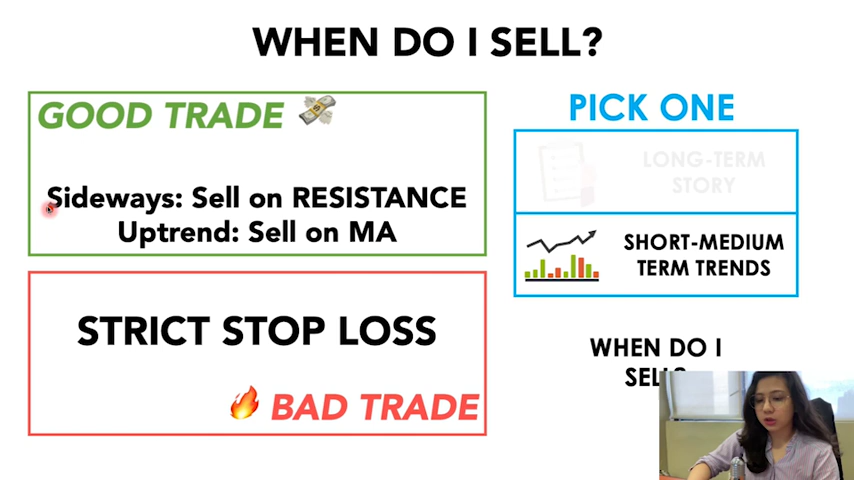 WHEN DO I SELL?
GOOD TRADE
Sideways: Sell on RESISTANCE
Uptrend: Sell on MA
STRICT STOP LOSS
BAD TRADE
PICK ONE
LONG-TERM
STORY
SHORT-MEDIUM
TERM TRENDS
WHEN DO I
SELL?